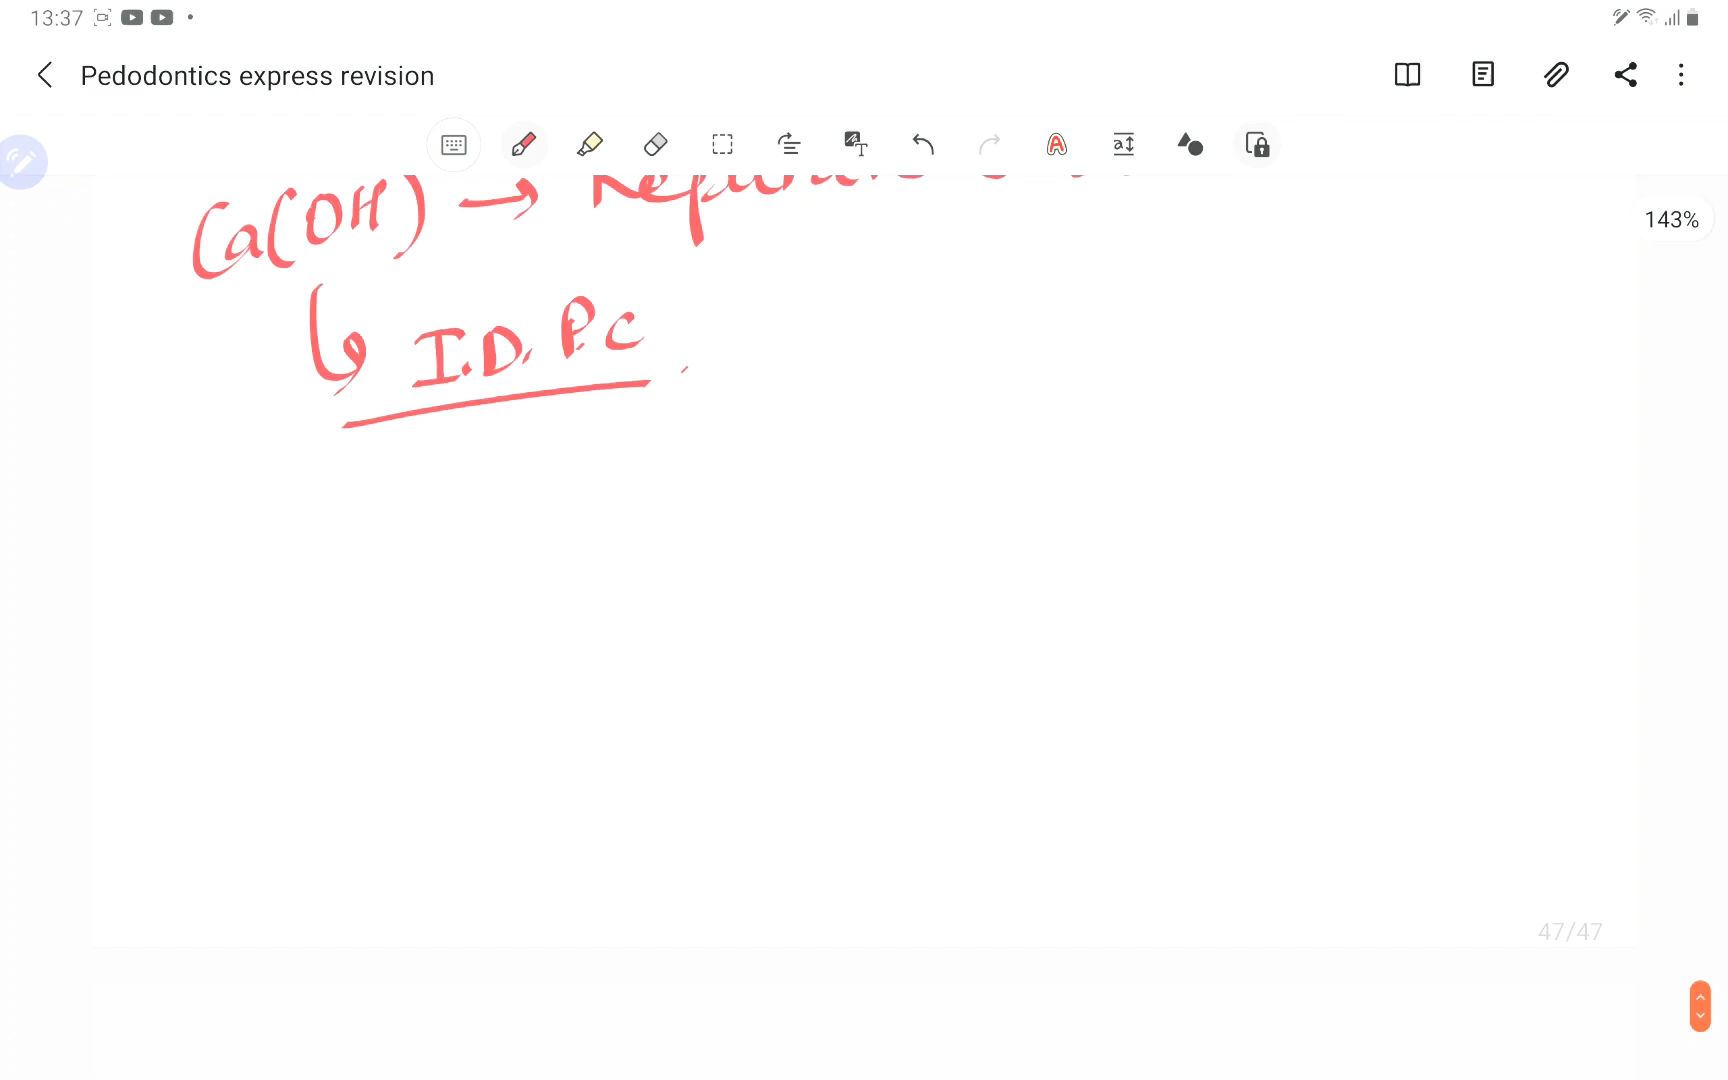 13:37
Pedodontics express revision
143%
Ca(OH) →
I.D.P.C
47/47